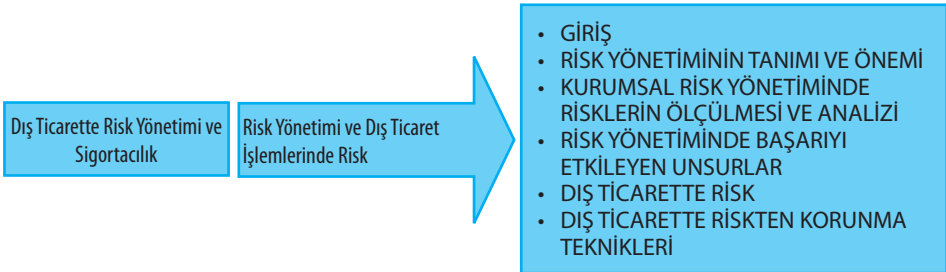 Dış Ticarette Risk Yönetimi ve
Sigortacılık
Risk Yönetimi ve Dış Ticaret
İşlemlerinde Risk
• GİRİŞ
• RİSK YÖNETİMİNİN TANIMI VE ÖNEMİ
• KURUMSAL RİSK YÖNETİMİNDE
RİSKLERİN ÖLÇÜLMESİ VE ANALİZİ
• RİSK YÖNETİMİNDE BAŞARIYI
ETKİLEYEN UNSURLAR
• DIŞ TİCARETTE RİSK
• DIŞ TİCARETTE RİSKTEN KORUNMA
TEKNİKLERİ